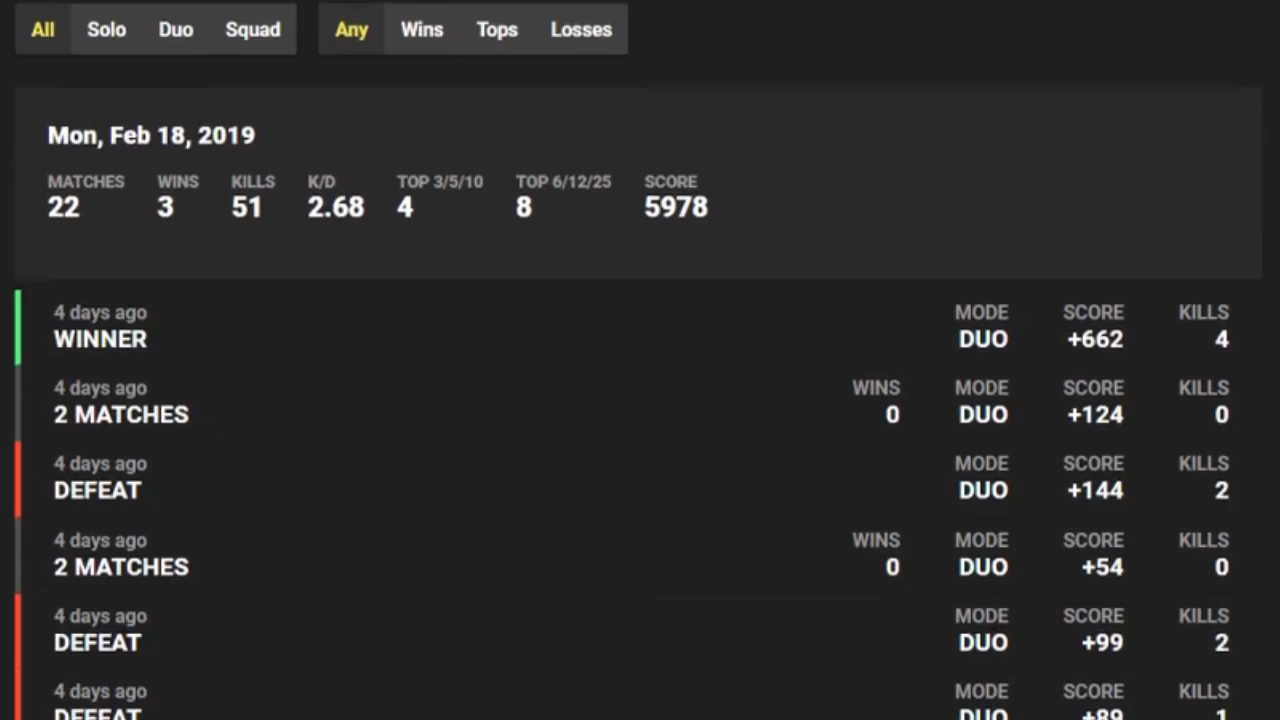 All Solo Duo Squad Any Wins Tops Losses
Mon, Feb 18, 2019
MATCHES WINS KILLS K/D TOP 3/5/10 TOP 6/12/25 SCORE
22 3 51 2.68 4 8 5978
4 days ago MODE SCORE KILLS
WINNER DUO +662 4
4 days ago WINS MODE SCORE KILLS
2 MATCHES 0 DUO +124 0
4 days ago MODE SCORE KILLS
DEFEAT DUO +144 2
4 days ago WINS MODE SCORE KILLS
2 MATCHES 0 DUO +54 0
4 days ago MODE SCORE KILLS
DEFEAT DUO +99 2
4 days ago MODE SCORE KILLS
DEFEAT DUO +89 1